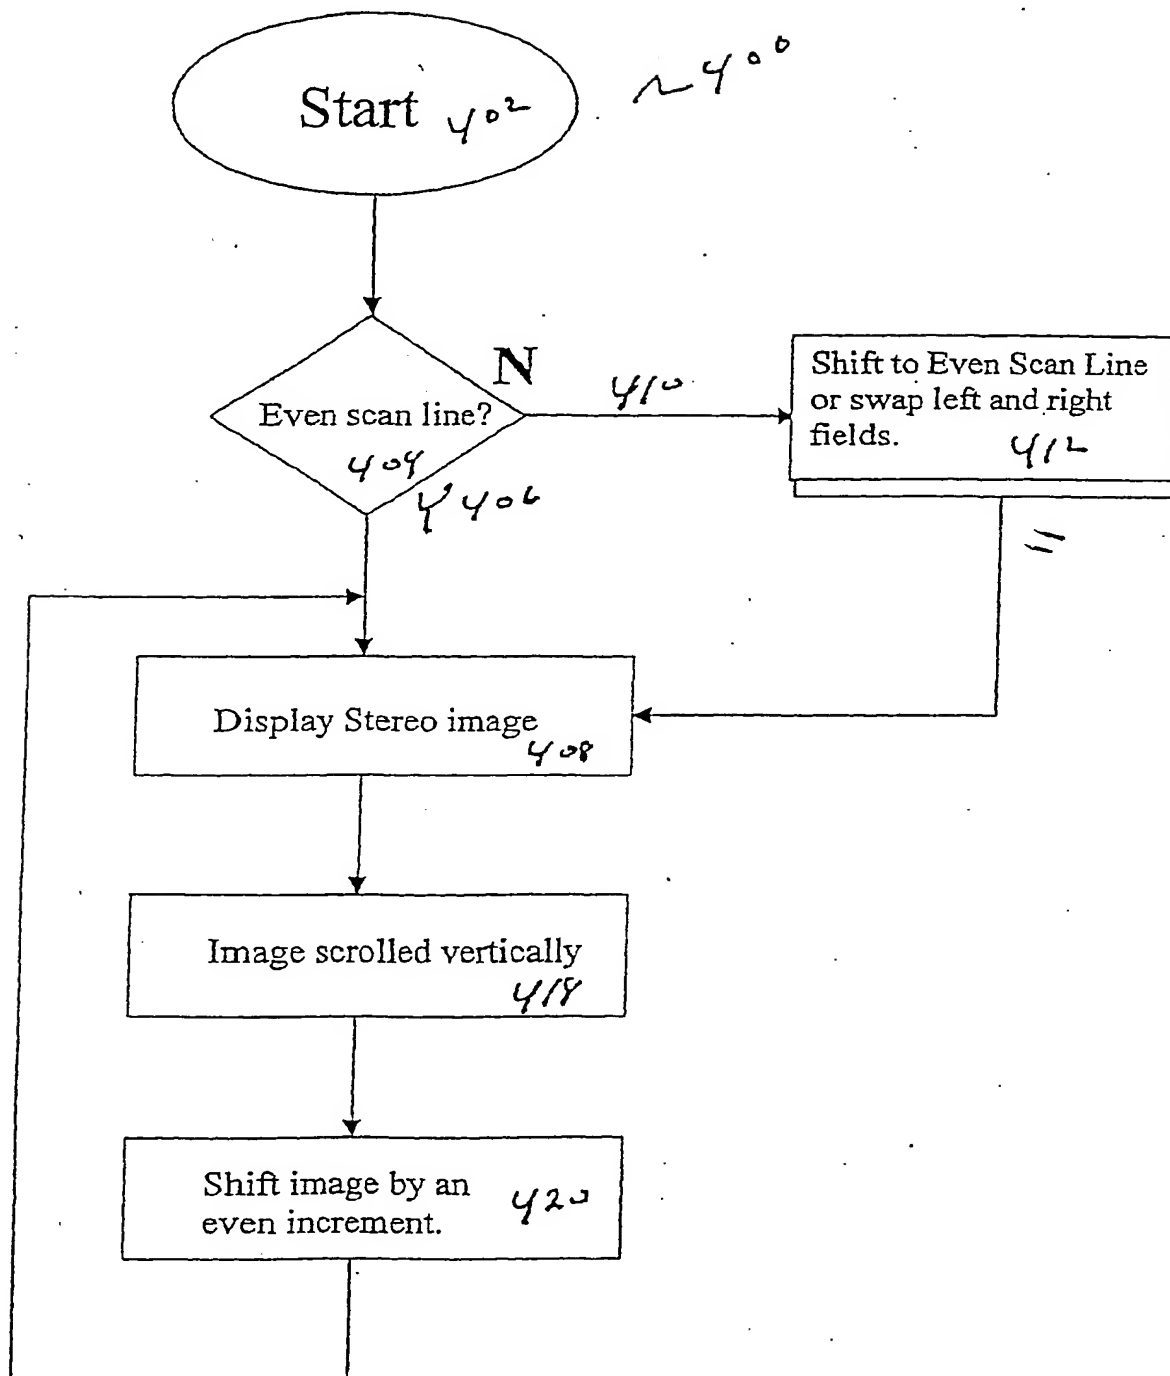 Start 402
~400
N
Even scan line?
404
Y 406
410
Shift to Even Scan Line
or swap left and right
fields.
412
Display Stereo image
408
Image scrolled vertically
418
Shift image by an
even increment.
420